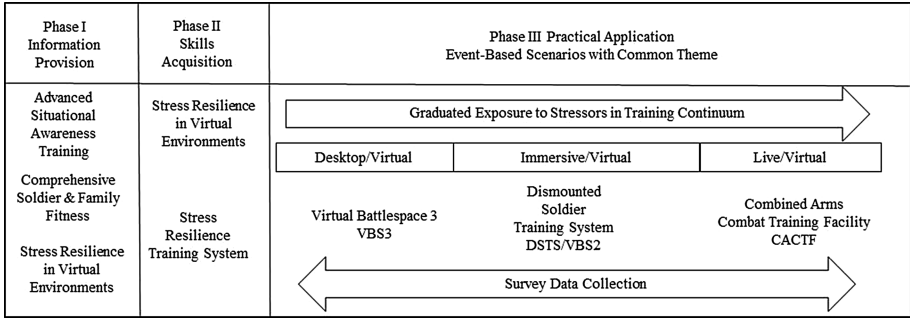 Phase I
Information
Provision
Phase II
Skills
Acquisition
Phase III Practical Application
Event-Based Scenarios with Common Theme
Advanced
Situational
Awareness
Training
Comprehensive
Soldier & Family
Fitness
Stress Resilience
in Virtual
Environments
Stress Resilience
in Virtual
Environments
Stress
Resilience
Training System
Graduated Exposure to Stressors in Training Continuum
Desktop/Virtual
Immersive/Virtual
Live/Virtual
Virtual Battlespace 3
VBS3
Dismounted
Soldier
Training System
DSTS/VBS2
Combined Arms
Combat Training Facility
CACTF
Survey Data Collection